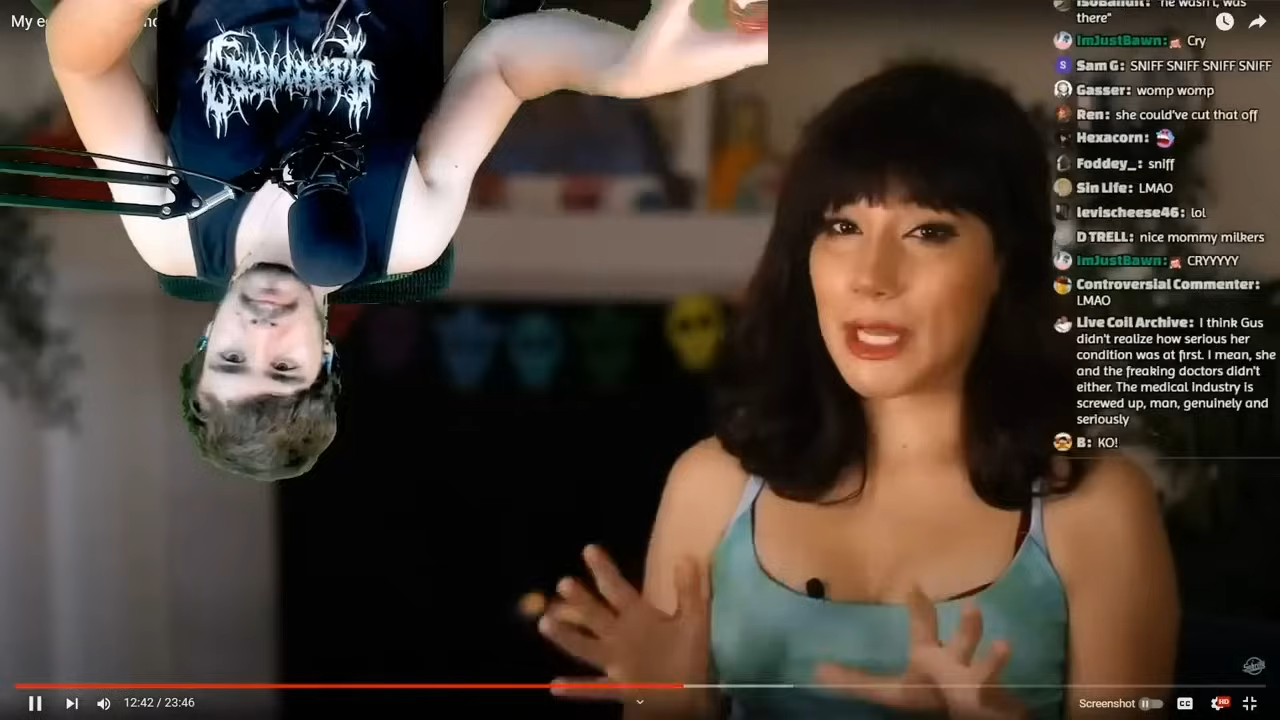 My e
isoBandit: "he wasn't, was
there"
ImJustBawn: Cry
Sam G: SNIFF SNIFF SNIFF SNIFF
Gasser: womp womp
Ren: she could've cut that off
Hexacorn:
Foddey_: sniff
Sin Life: LMAO
levischeese46: lol
D TRELL: nice mommy milkers
ImJustBawn: CRYYYYY
Controversial Commenter:
LMAO
Live Coil Archive: I think Gus
didn't realize how serious her
condition was at first. I mean, she
and the freaking doctors didn't
either. The medical industry is
screwed up, man, genuinely and
seriously
B: KO!
12:42 / 23:46
Screenshot
HD